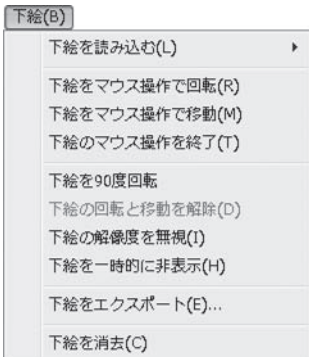 下絵(B)
下絵を読み込む(L)
下絵をマウス操作で回転(R)
下絵をマウス操作で移動(M)
下絵のマウス操作を終了(T)
下絵を90度回転
下絵の回転と移動を解除(D)
下絵の解像度を無視(I)
下絵を一時的に非表示(H)
下絵をエクスポート(E)...
下絵を消去(C)